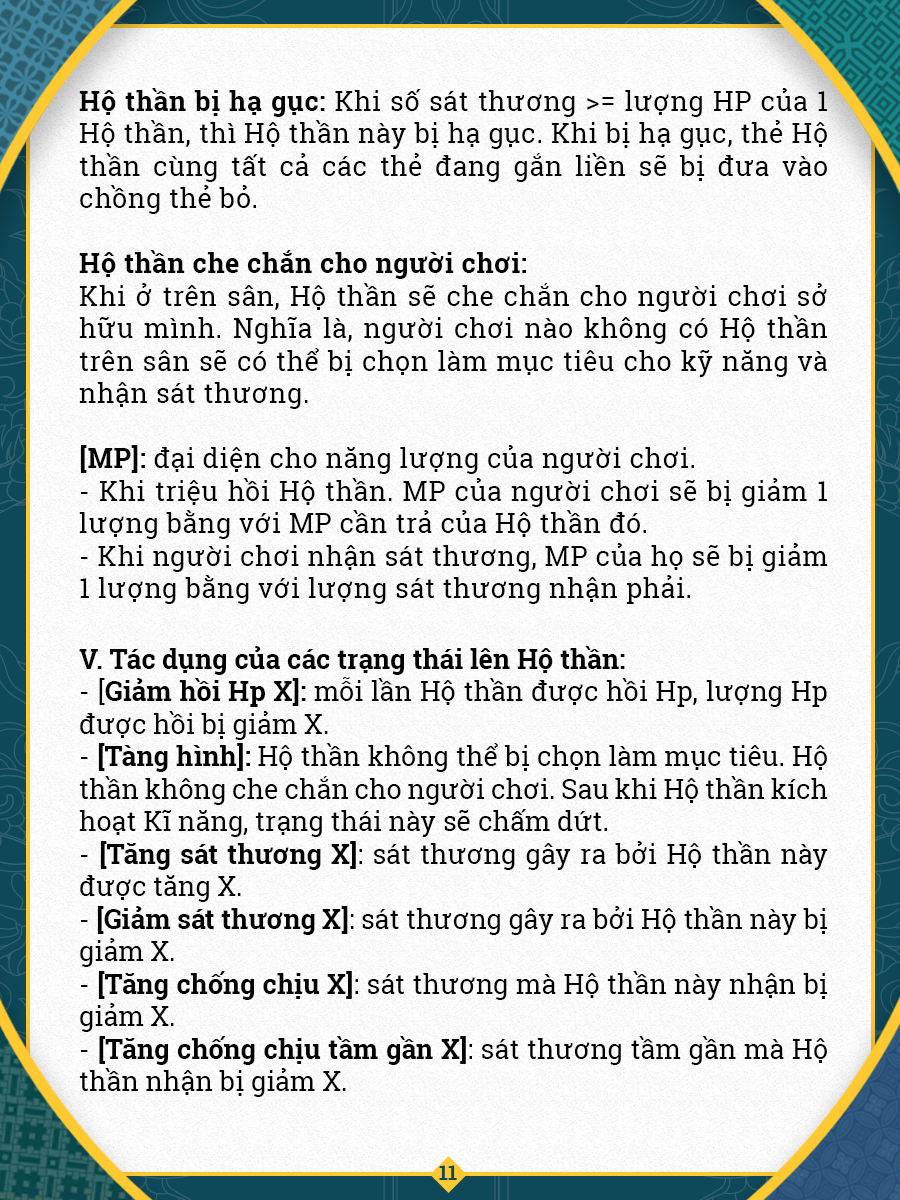 Hộ thần bị hạ gục: Khi số sát thương >= lượng HP của 1
Hộ thần, thì Hộ thần này bị hạ gục. Khi bị hạ gục, thẻ Hộ
thần cùng tất cả các thẻ đang gắn liền sẽ bị đưa vào
chồng thẻ bỏ.
Hộ thần che chắn cho người chơi:
Khi ở trên sân, Hộ thần sẽ che chắn cho người chơi sở
hữu mình. Nghĩa là, người chơi nào không có Hộ thần
trên sân sẽ có thể bị chọn làm mục tiêu cho kỹ năng và
nhận sát thương.
[MP]: đại diện cho năng lượng của người chơi.
- Khi triệu hồi Hộ thần. MP của người chơi sẽ bị giảm 1
lượng bằng với MP cần trả của Hộ thần đó.
- Khi người chơi nhận sát thương, MP của họ sẽ bị giảm
1 lượng bằng với lượng sát thương nhận phải.
V. Tác dụng của các trạng thái lên Hộ thần:
- [Giảm hồi Hp X]: mỗi lần Hộ thần được hồi Hp, lượng Hp
được hồi bị giảm X.
- [Tàng hình]: Hộ thần không thể bị chọn làm mục tiêu. Hộ
thần không che chắn cho người chơi. Sau khi Hộ thần kích
hoạt Kĩ năng, trạng thái này sẽ chấm dứt.
- [Tăng sát thương X]: sát thương gây ra bởi Hộ thần này
được tăng X.
- [Giảm sát thương X]: sát thương gây ra bởi Hộ thần này bị
giảm X.
- [Tăng chống chịu X]: sát thương mà Hộ thần này nhận bị
giảm X.
- [Tăng chống chịu tầm gần X]: sát thương tầm gần mà Hộ
thần nhận bị giảm X.
11